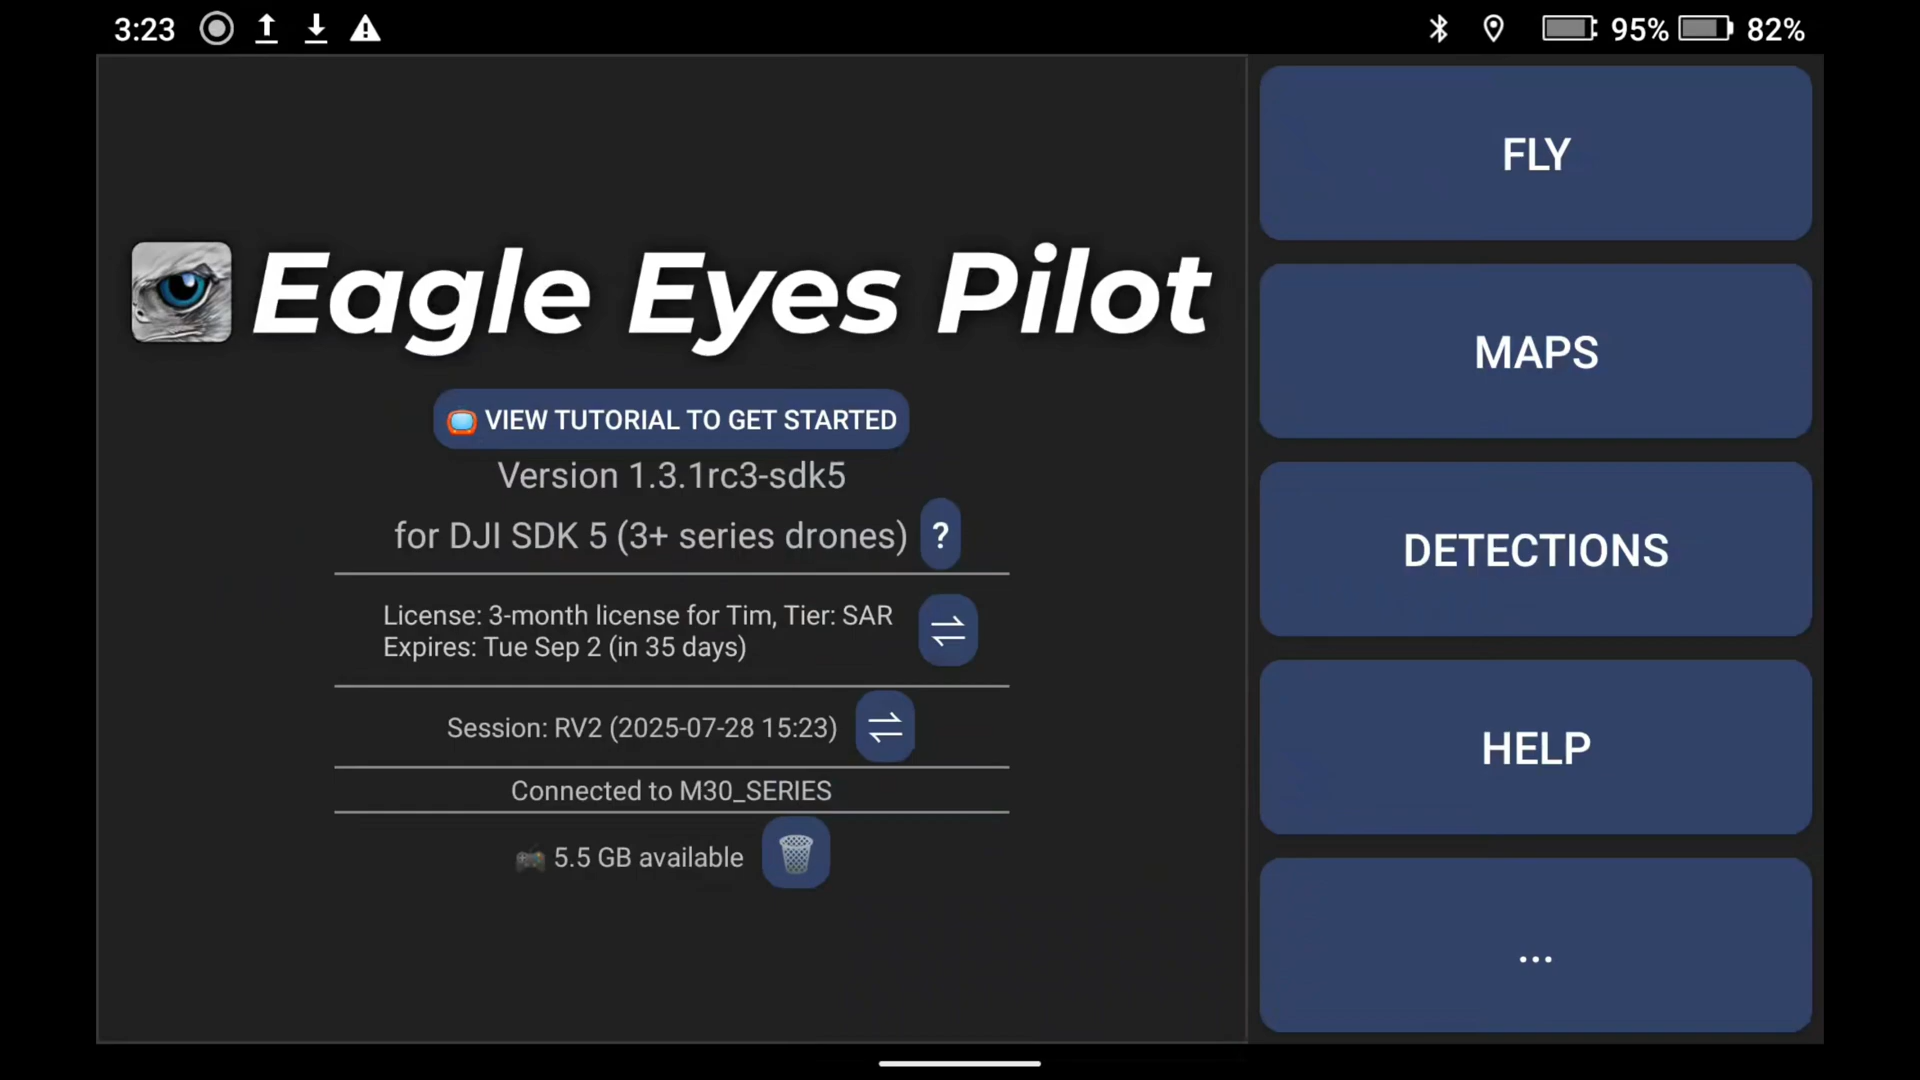 3:23
95% 82%
Eagle Eyes Pilot
VIEW TUTORIAL TO GET STARTED
Version 1.3.1rc3-sdk5
for DJI SDK 5 (3+ series drones) ?
License: 3-month license for Tim, Tier: SAR
Expires: Tue Sep 2 (in 35 days)
Session: RV2 (2025-07-28 15:23)
Connected to M30_SERIES
5.5 GB available
FLY
MAPS
DETECTIONS
HELP
...